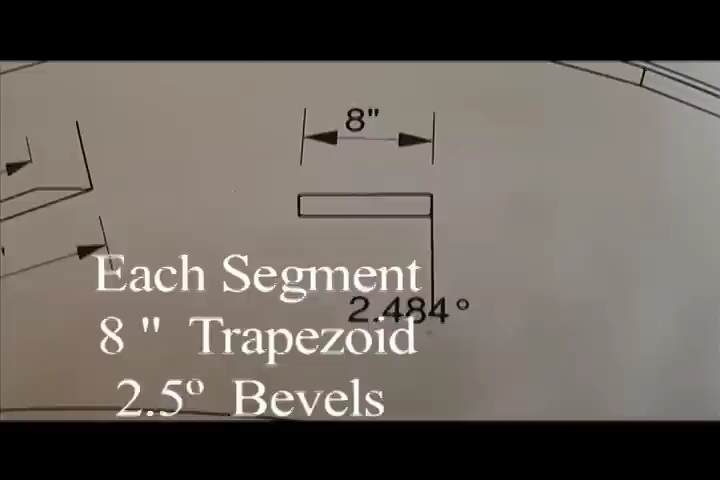 8"
Each Segment
2.484°
8 " Trapezoid
2.5º Bevels